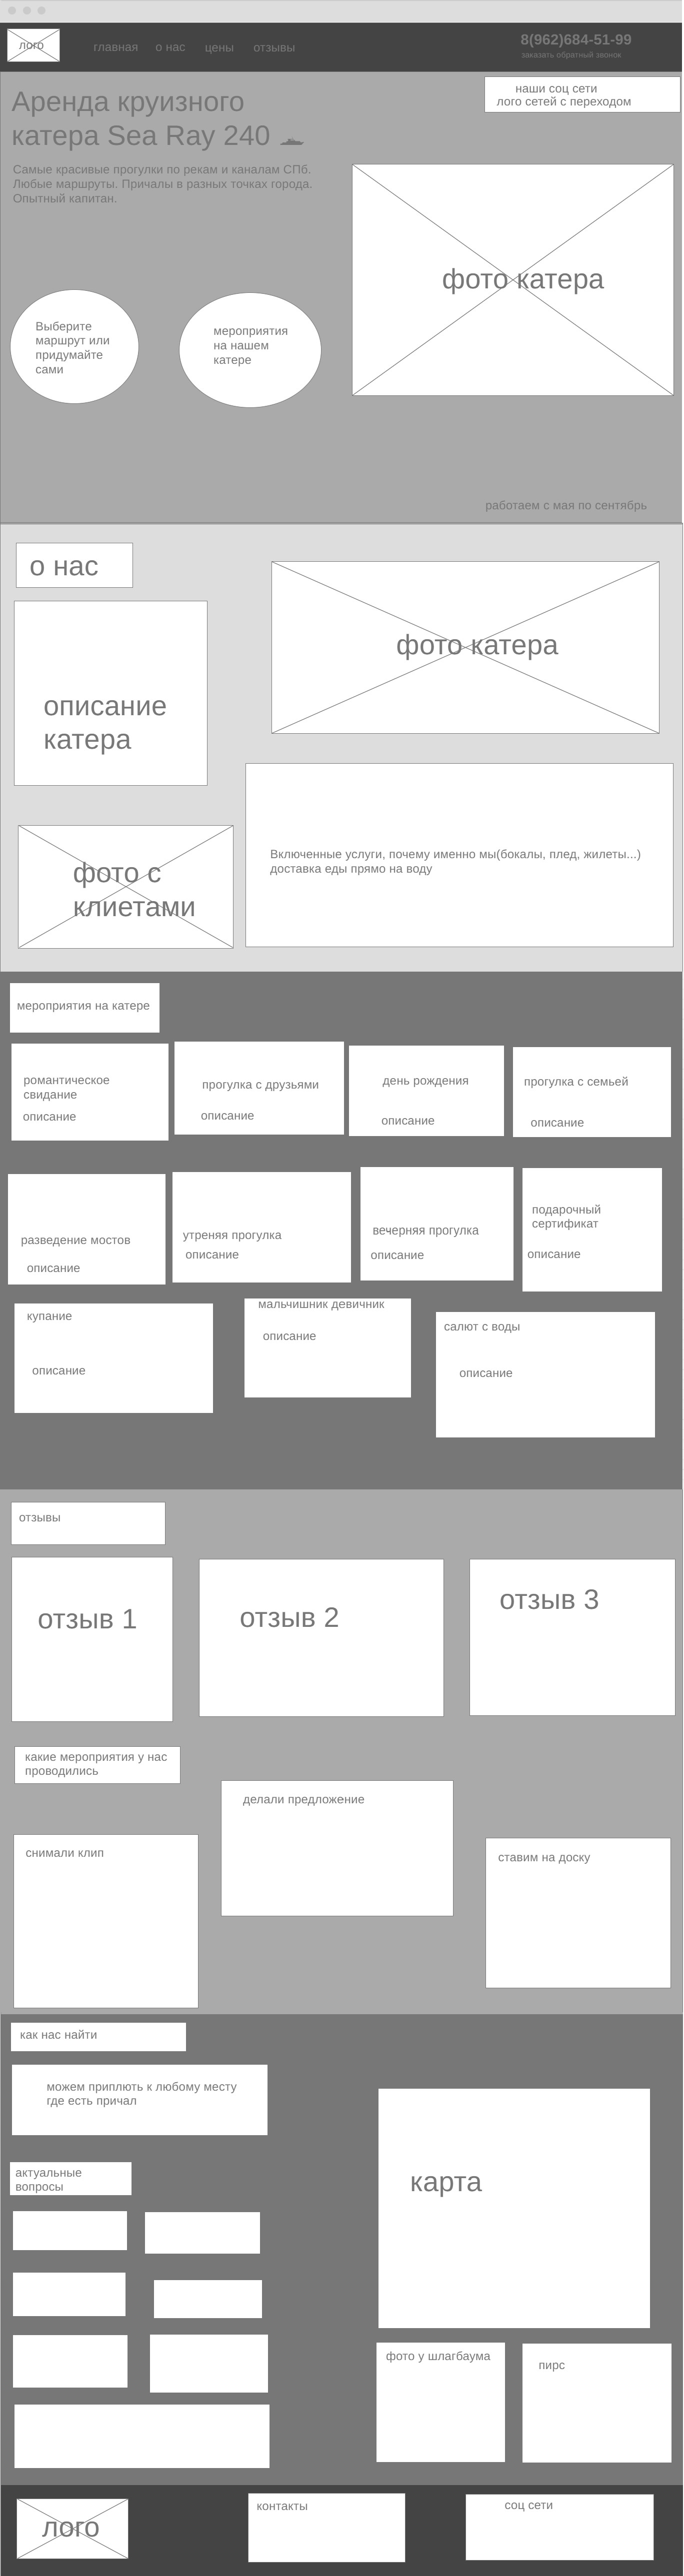 лого
главная о нас цены отзывы
8(962)684-51-99
заказать обратный звонок
наши соц сети
лого сетей с переходом
Аренда круизного
катера Sea Ray 240
Самые красивые прогулки по рекам и каналам СПб.
Любые маршруты. Причалы в разных точках города.
Опытный капитан.
фото катера
Выберите
маршрут или
придумайте
сами
мероприятия
на нашем
катере
работаем с мая по сентябрь
о нас
фото катера
описание
катера
Включенные услуги, почему именно мы(бокалы, плед, жилеты...)
доставка еды прямо на воду
фото с
клиетами
мероприятия на катере
романтическое
свидание
описание
прогулка с друзьями
описание
день рождения
описание
прогулка с семьей
описание
разведение мостов
описание
утреняя прогулка
описание
вечерняя прогулка
описание
подарочный
сертификат
описание
купание
описание
мальчишник девичник
описание
салют с воды
описание
отзывы
отзыв 1
отзыв 2
отзыв 3
какие мероприятия у нас
проводились
снимали клип
делали предложение
ставим на доску
как нас найти
можем приплють к любому месту
где есть причал
актуальные
вопросы
карта
фото у шлагбаума
пирс
лого
контакты
соц сети